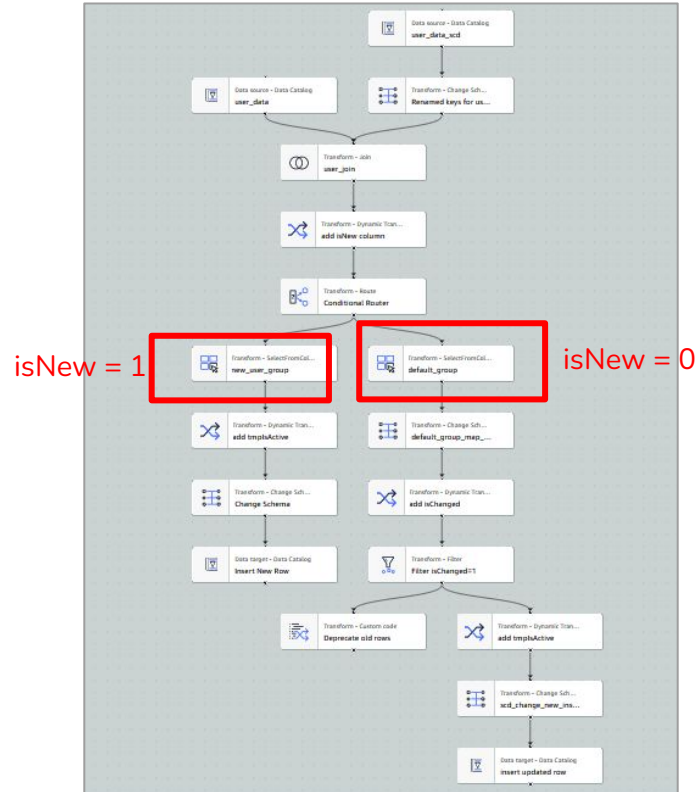 Data source - Data Catalog
user_data_scd
Data source - Data Catalog
user_data
Transform - Change Sch...
Renamed keys for us...
Transform - Join
user_join
Transform - Dynamic Tran...
add isNew column
Transform - Route
Conditional Router
isNew = 1
Transform - SelectFromCol...
new_user_group
Transform - SelectFromCol...
default_group
isNew = 0
Transform - Dynamic Tran...
add tmpIsActive
Transform - Change Sch...
default_group_map_...
Transform - Change Sch...
Change Schema
Transform - Dynamic Tran...
add isChanged
Data target - Data Catalog
Insert New Row
Transform - Filter
Filter isChanged=1
Transform - Custom code
Deprecate old rows
Transform - Dynamic Tran...
add tmpIsActive
Transform - Change Sch...
scd_change_new_ins...
Data target - Data Catalog
insert updated row